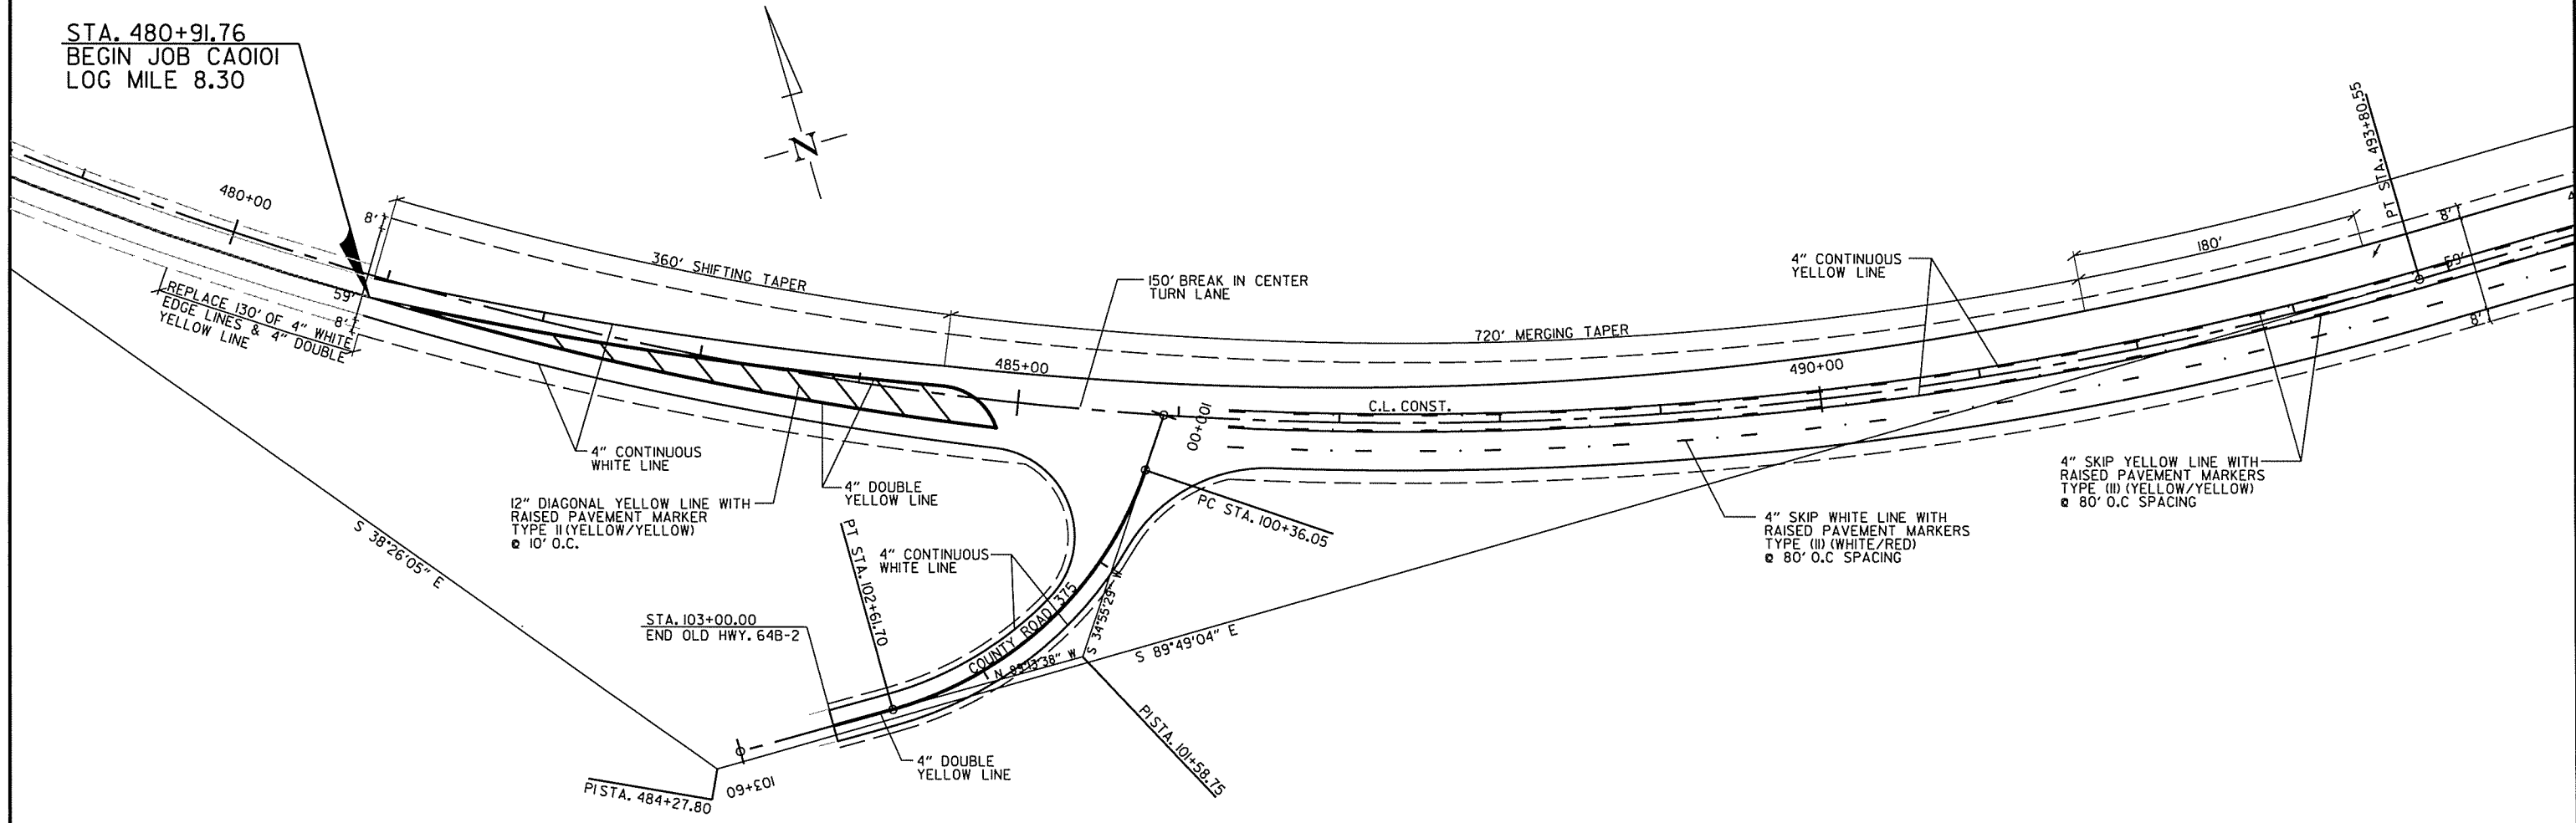 STA. 480+91.76
BEGIN JOB CA0101
LOG MILE 8.30
480+00
REPLACE 130' OF 4" WHITE
EDGE LINES & 4" DOUBLE
YELLOW LINE
8'
59'
8'
360' SHIFTING TAPER
N
150' BREAK IN CENTER
TURN LANE
485+00
720' MERGING TAPER
4" CONTINUOUS
YELLOW LINE
490+00
C.L. CONST.
180'
PT STA. 493+80.55
8'
59'
8'
4" CONTINUOUS
WHITE LINE
12" DIAGONAL YELLOW LINE WITH
RAISED PAVEMENT MARKER
TYPE II (YELLOW/YELLOW)
@ 10' O.C.
4" DOUBLE
YELLOW LINE
100+00
PC STA. 100+36.05
4" SKIP WHITE LINE WITH
RAISED PAVEMENT MARKERS
TYPE (II) (WHITE/RED)
@ 80' O.C SPACING
4" SKIP YELLOW LINE WITH
RAISED PAVEMENT MARKERS
TYPE (II) (YELLOW/YELLOW)
@ 80' O.C SPACING
S 38°26'05" E
PT STA. 102+61.70
4" CONTINUOUS
WHITE LINE
COUNTY ROAD 1375
S 34°55'29" W
S 89°49'04" E
STA. 103+00.00
END OLD HWY. 64B-2
4" DOUBLE
YELLOW LINE
PI STA. 101+58.75
PI STA. 484+27.80
103+60